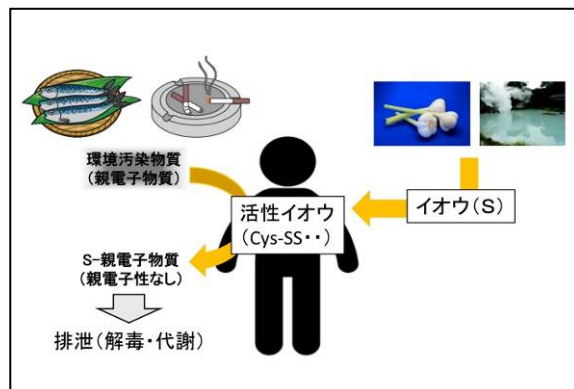 環境汚染物質
(親電子物質)
活性イオウ
(Cys-SS・・)
イオウ(S)
S-親電子物質
(親電子性なし)
排泄(解毒・代謝)